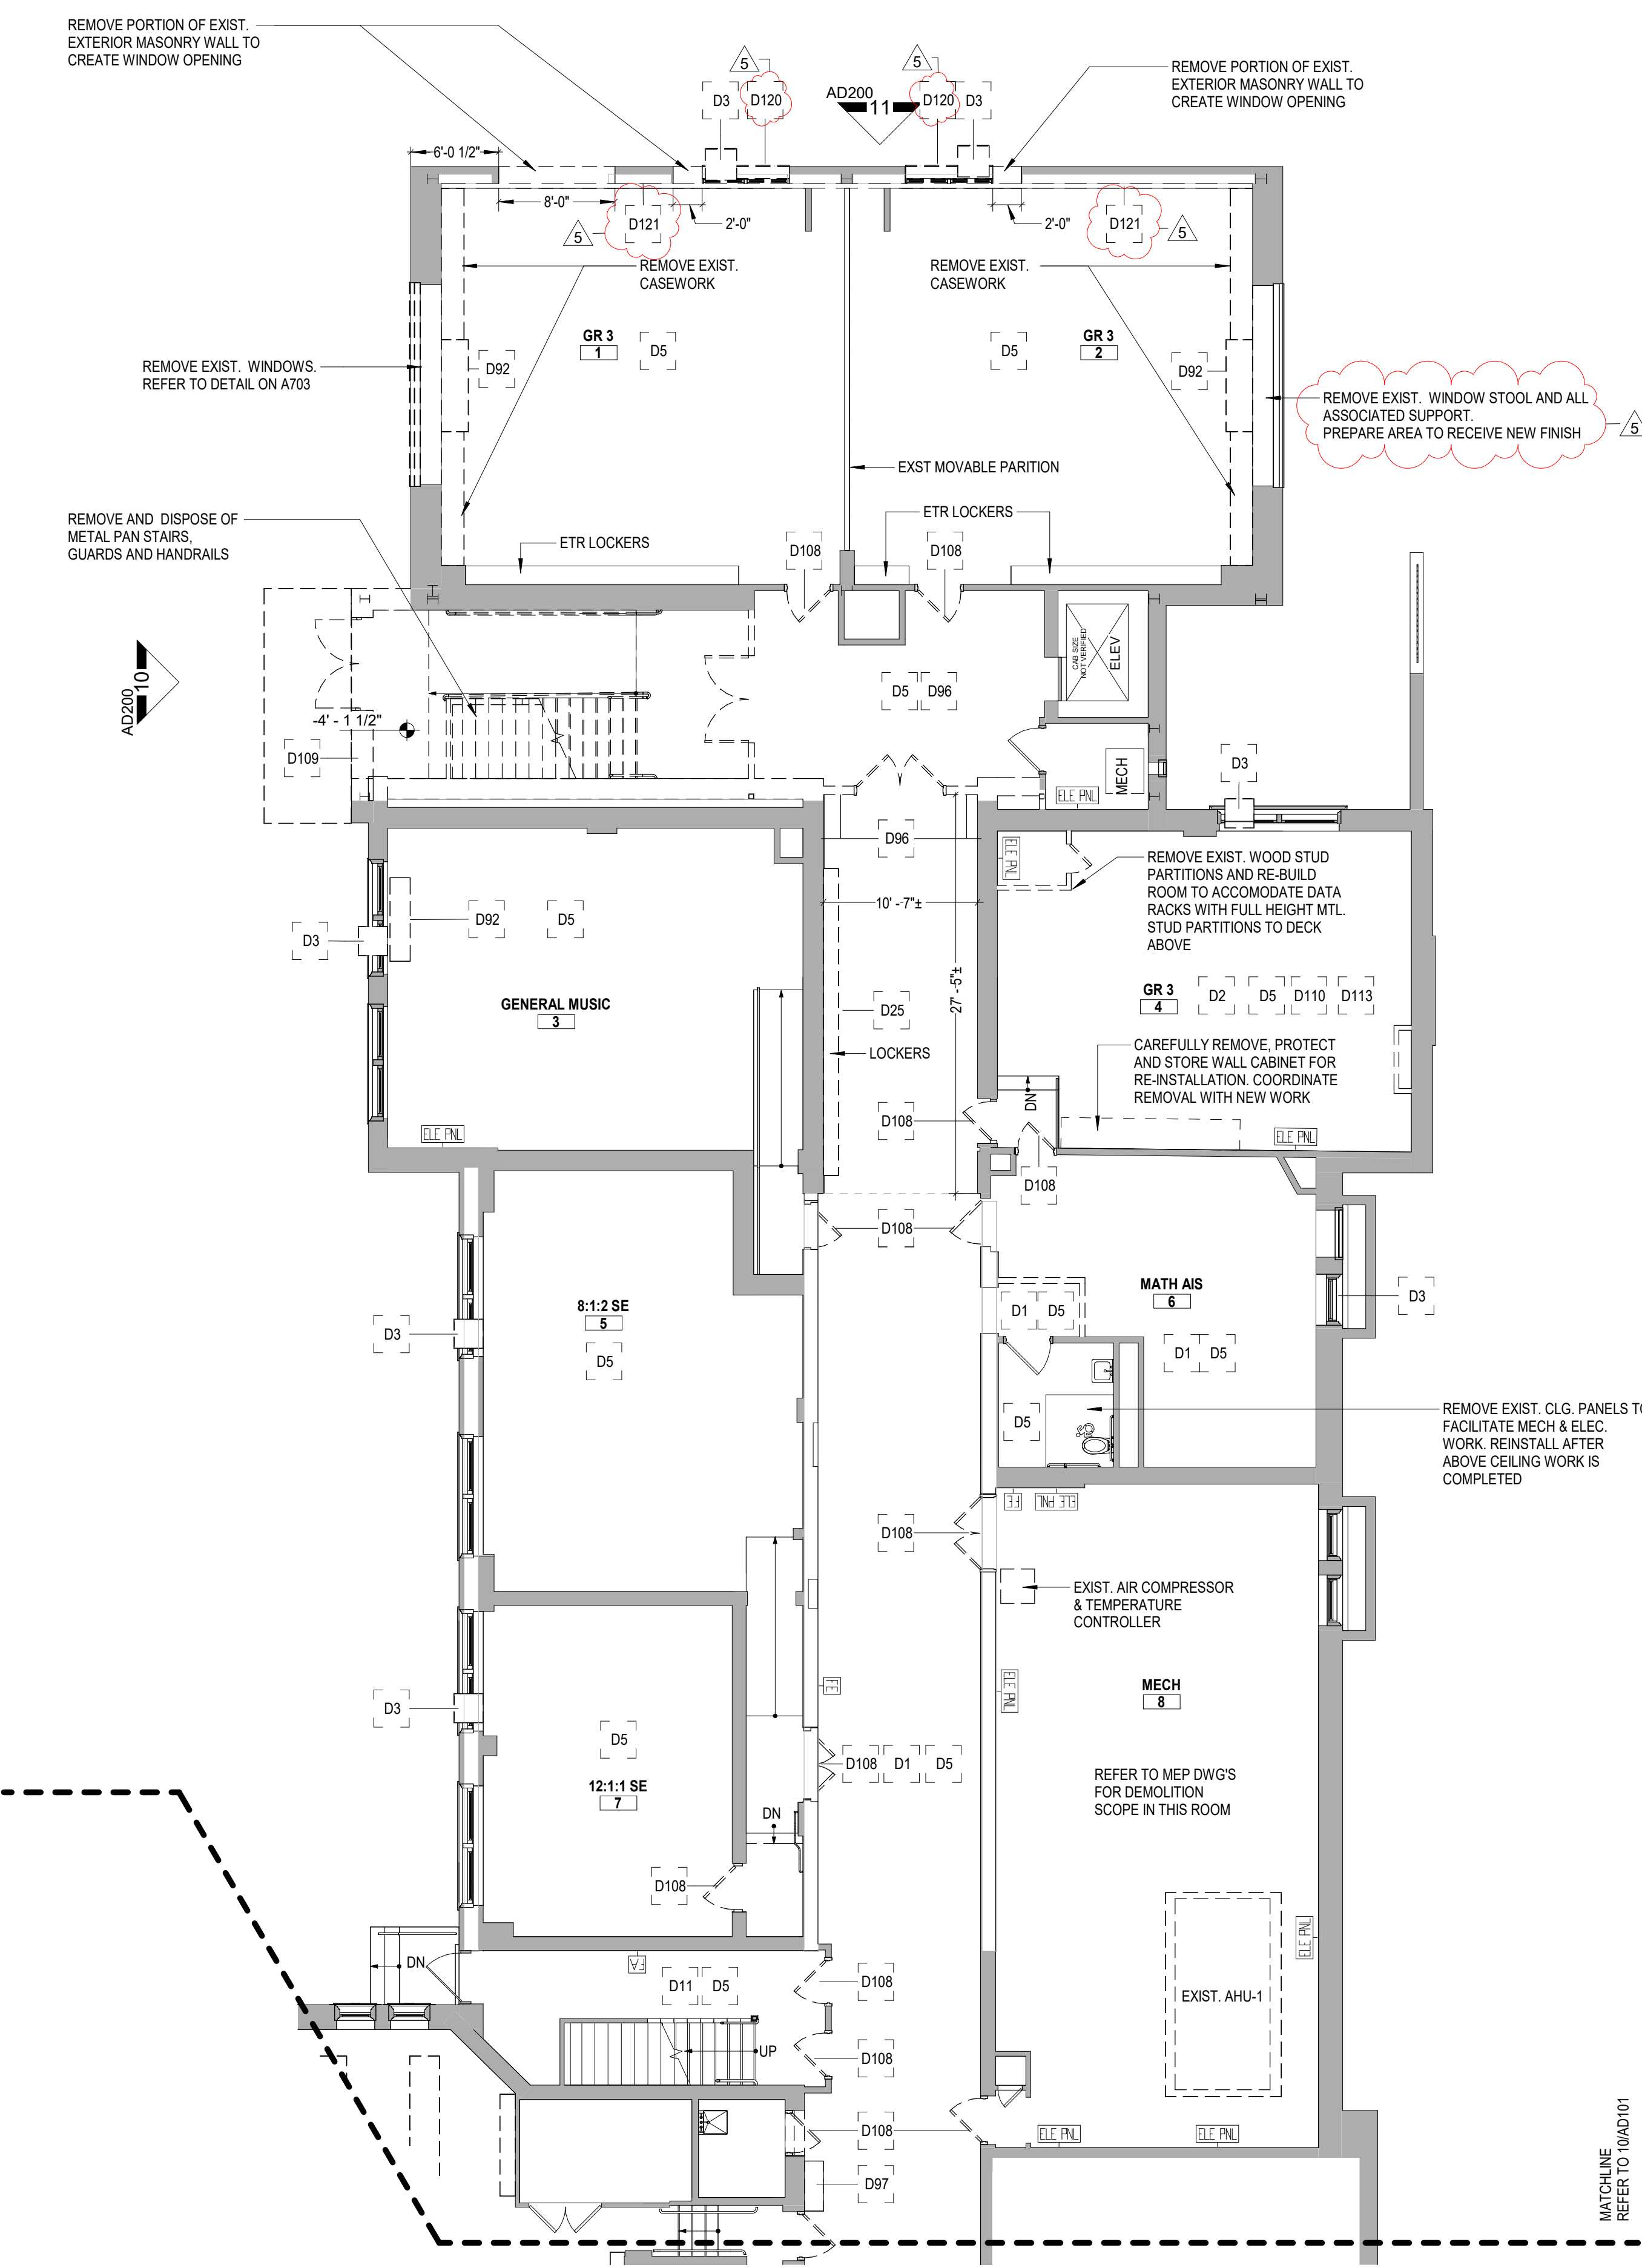 REMOVE PORTION OF EXIST.
EXTERIOR MASONRY WALL TO
CREATE WINDOW OPENING
5
5
D3
D120
AD200
11
D120
D3
REMOVE PORTION OF EXIST.
EXTERIOR MASONRY WALL TO
CREATE WINDOW OPENING
6'-0 1/2"
8'-0"
D121
5
2'-0"
2'-0"
D121
5
REMOVE EXIST.
CASEWORK
REMOVE EXIST.
CASEWORK
GR 3
1
D5
D5
GR 3
2
REMOVE EXIST.  WINDOWS.
REFER TO DETAIL ON A703
D92
D92
REMOVE EXIST.  WINDOW STOOL AND ALL
ASSOCIATED SUPPORT.
PREPARE AREA TO RECEIVE NEW FINISH
5
EXST MOVABLE PARITION
REMOVE AND  DISPOSE OF
METAL PAN STAIRS,
GUARDS AND HANDRAILS
ETR LOCKERS
ETR LOCKERS
D108
D108
CAB SIZE
NOT VERIFIED
ELEV
AD200
10
D5
D96
-4' - 1 1/2"
D109
MECH
ELE PNL
D3
D96
ELE PNL
REMOVE EXIST. WOOD STUD
PARTITIONS AND RE-BUILD
ROOM TO ACCOMODATE DATA
RACKS WITH FULL HEIGHT MTL.
STUD PARTITIONS TO DECK
ABOVE
10' -7"±
D3
D92
D5
27' -5"±
GENERAL MUSIC
3
D25
GR 3
4
D2
D5
D110
D113
LOCKERS
CAREFULLY REMOVE, PROTECT
AND STORE WALL CABINET FOR
RE-INSTALLATION. COORDINATE
REMOVAL WITH NEW WORK
DN
D108
ELE PNL
ELE PNL
D108
D108
MATH AIS
6
D1
D5
D3
8:1:2 SE
5
D3
D5
D1
D5
D5
REMOVE EXIST. CLG. PANELS TO
FACILITATE MECH & ELEC.
WORK. REINSTALL AFTER
ABOVE CEILING WORK IS
COMPLETED
FE
ELE PNL
D108
EXIST. AIR COMPRESSOR
& TEMPERATURE
CONTROLLER
FE
ELE PNL
MECH
8
D3
D5
D108
D1
D5
12:1:1 SE
7
REFER TO MEP DWG'S
FOR DEMOLITION
SCOPE IN THIS ROOM
DN
D108
ELE PNL
DN
FA
D11
D5
D108
EXIST. AHU-1
UP
D108
D108
ELE PNL
ELE PNL
D97
MATCHLINE
REFER TO 10/AD101